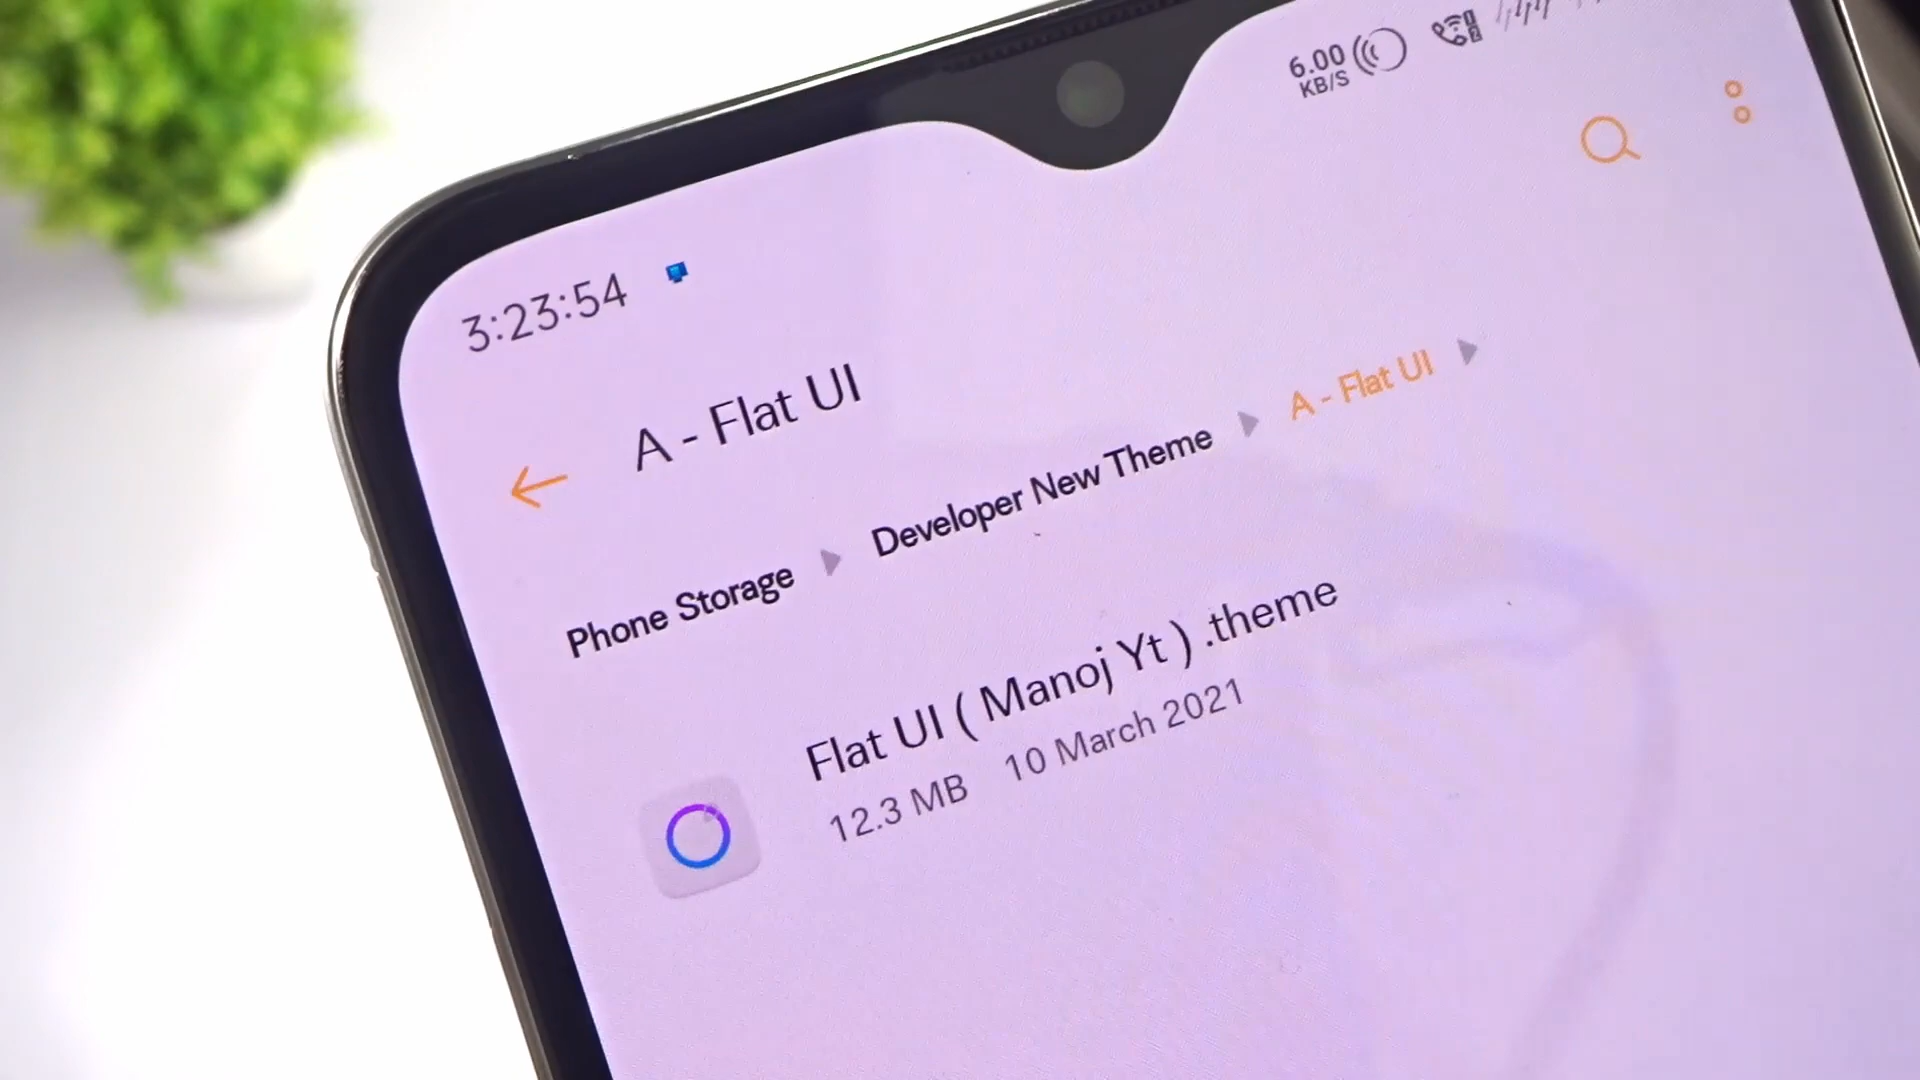 3:23:54
6.00
KB/S
A - Flat UI
Phone Storage ▶ Developer New Theme ▶ A - Flat UI ▶
Flat UI ( Manoj Yt ) .theme
12.3 MB 10 March 2021